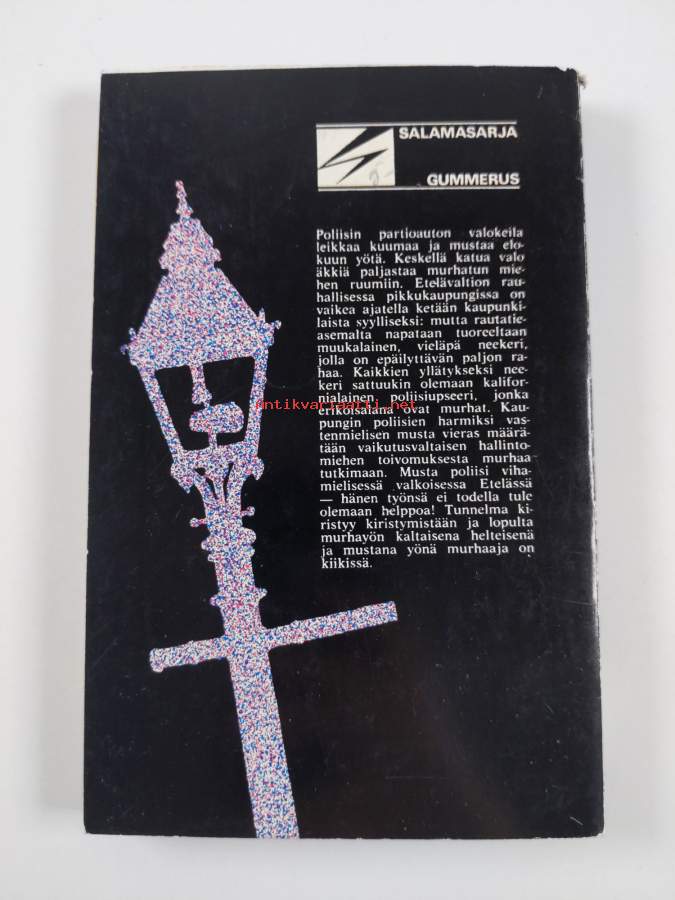 SALAMASARJA
GUMMERUS
Poliisin partioauton valokeila
leikkaa kuumaa ja mustaa elo-
kuun yötä. Keskellä katua valo
äkkiä paljastaa murhatun mie-
hen ruumiin. Etelävaltion rau-
hallisessa pikkukaupungissa on
vaikea ajatella ketään kaupunki-
laista syylliseksi: mutta rautatie-
asemalta napataan tuoreeltaan
muukalainen, vieläpä neekeri,
jolla on epäilyttävän paljon ra-
haa. Kaikkien yllätykseksi nee-
keri sattuukin olemaan kalifor-
nialainen poliisiupseeri, jonka
antikvariaatti.net
erikoisalana ovat murhat. Kau-
pungin poliisien harmiksi vas-
tenmielisen musta vieras määrä-
tään vaikutusvaltaisen hallinto-
miehen toivomuksesta murhaa
tutkimaan. Musta poliisi viha-
mielisessä valkoisessa Etelässä
— hänen työnsä ei todella tule
olemaan helppoa! Tunnelma ki-
ristyy kiristymistään ja lopulta
murhayön kaltaisena helteisenä
ja mustana yönä murhaaja on
kiikissä.